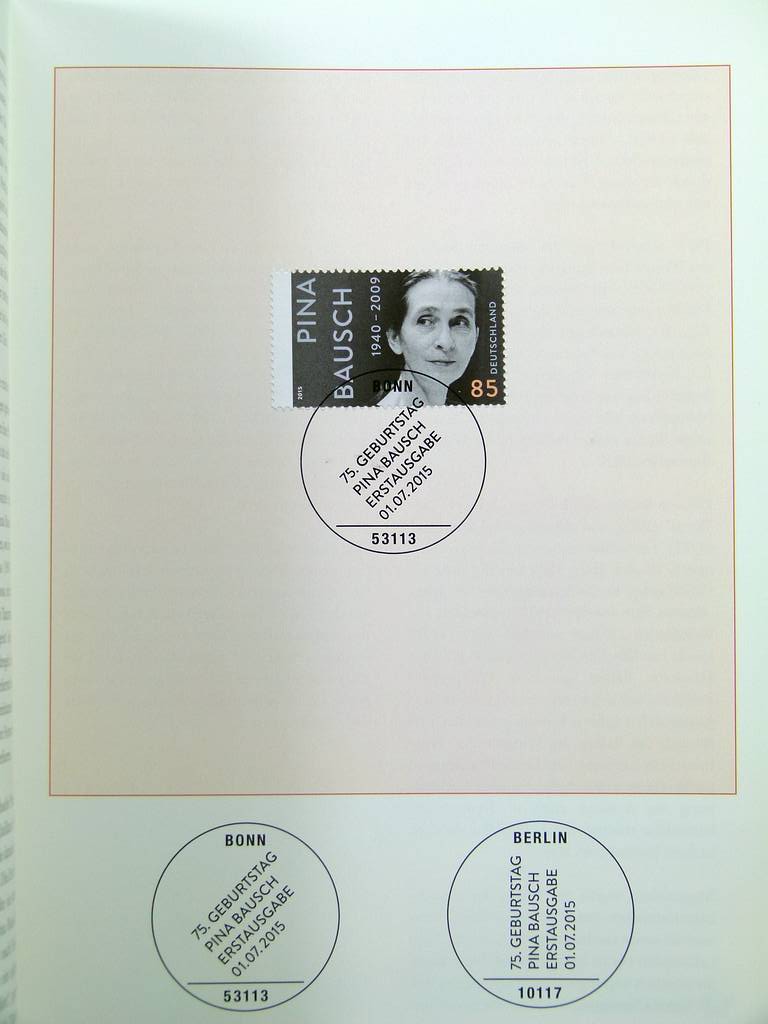 PINA
BAUSCH
1940 – 2009
DEUTSCHLAND
85
2015
BONN
75. GEBURTSTAG
PINA BAUSCH
ERSTAUSGABE
01.07.2015
53113
BONN
75. GEBURTSTAG
PINA BAUSCH
ERSTAUSGABE
01.07.2015
53113
BERLIN
75. GEBURTSTAG
PINA BAUSCH
ERSTAUSGABE
01.07.2015
10117